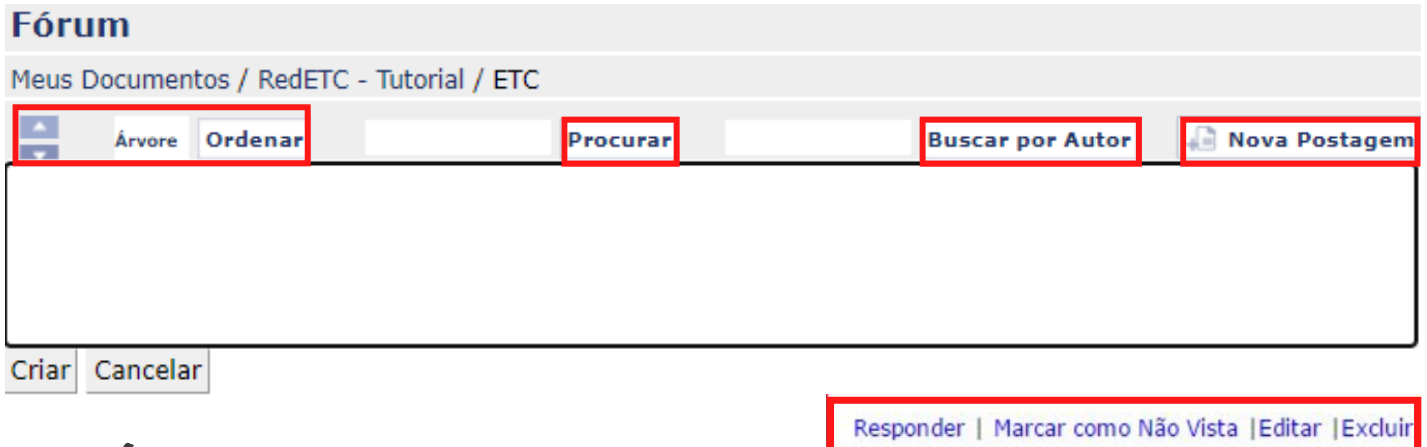 Fórum
Meus Documentos / RedETC - Tutorial / ETC
Árvore Ordenar Procurar Buscar por Autor Nova Postagem
Criar Cancelar
Responder | Marcar como Não Vista |Editar |Excluir